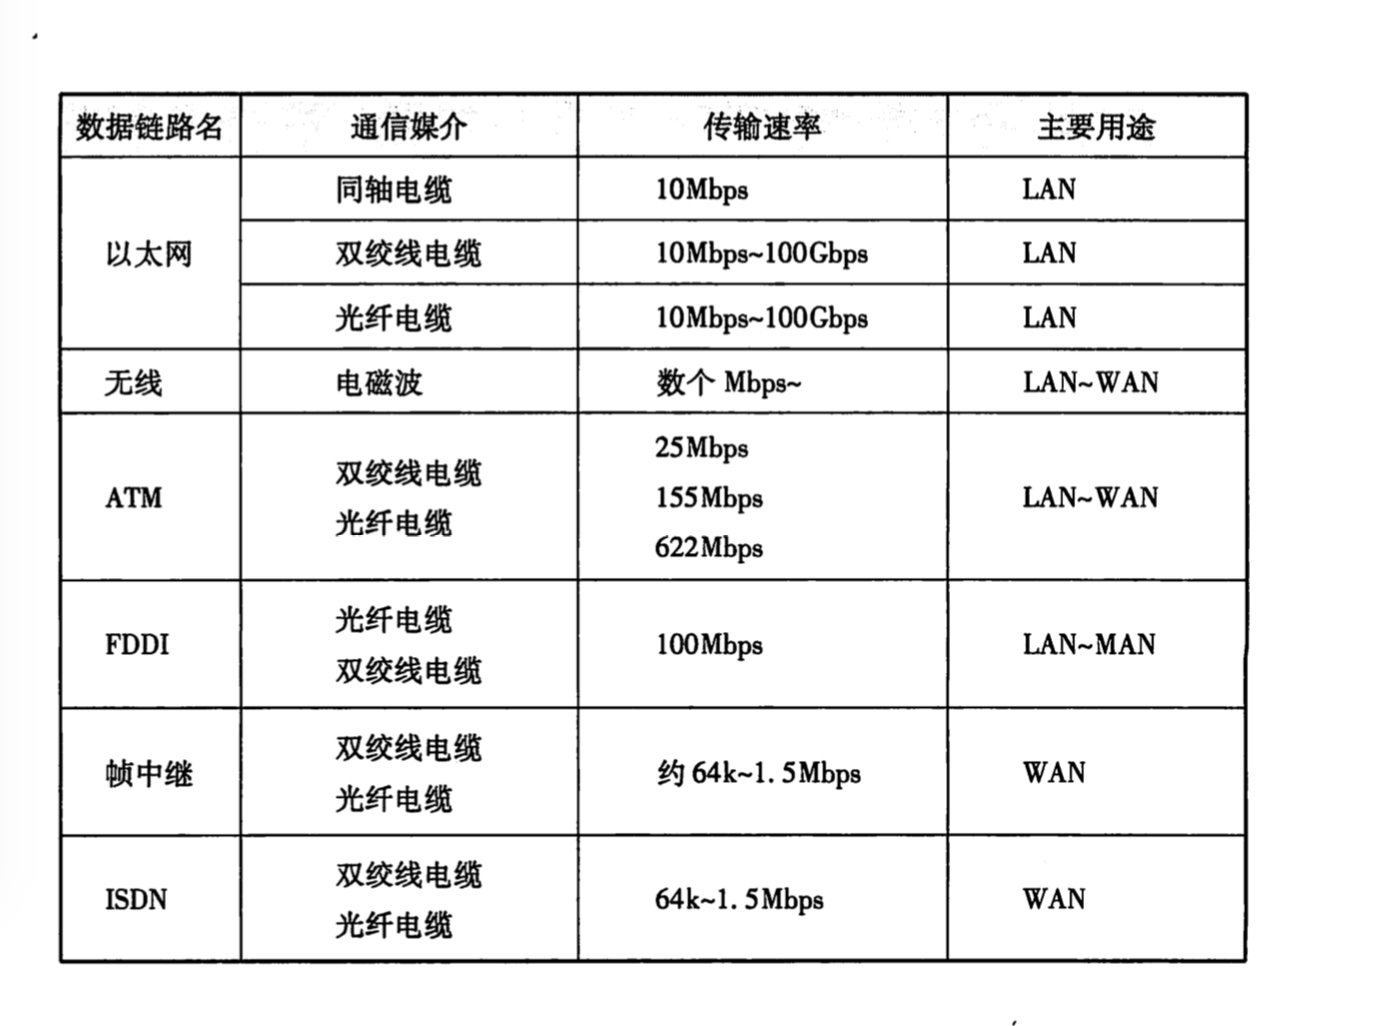 数据链路名 通信媒介 传输速率 主要用途
以太网 同轴电缆 10Mbps LAN
双绞线电缆 10Mbps~100Gbps LAN
光纤电缆 10Mbps~100Gbps LAN
无线 电磁波 数个 Mbps~ LAN~WAN
ATM 双绞线电缆 25Mbps LAN~WAN
光纤电缆 155Mbps
622Mbps
FDDI 光纤电缆 100Mbps LAN~MAN
双绞线电缆
帧中继 双绞线电缆 约 64k~1. 5Mbps WAN
光纤电缆
ISDN 双绞线电缆 64k~1. 5Mbps WAN
光纤电缆